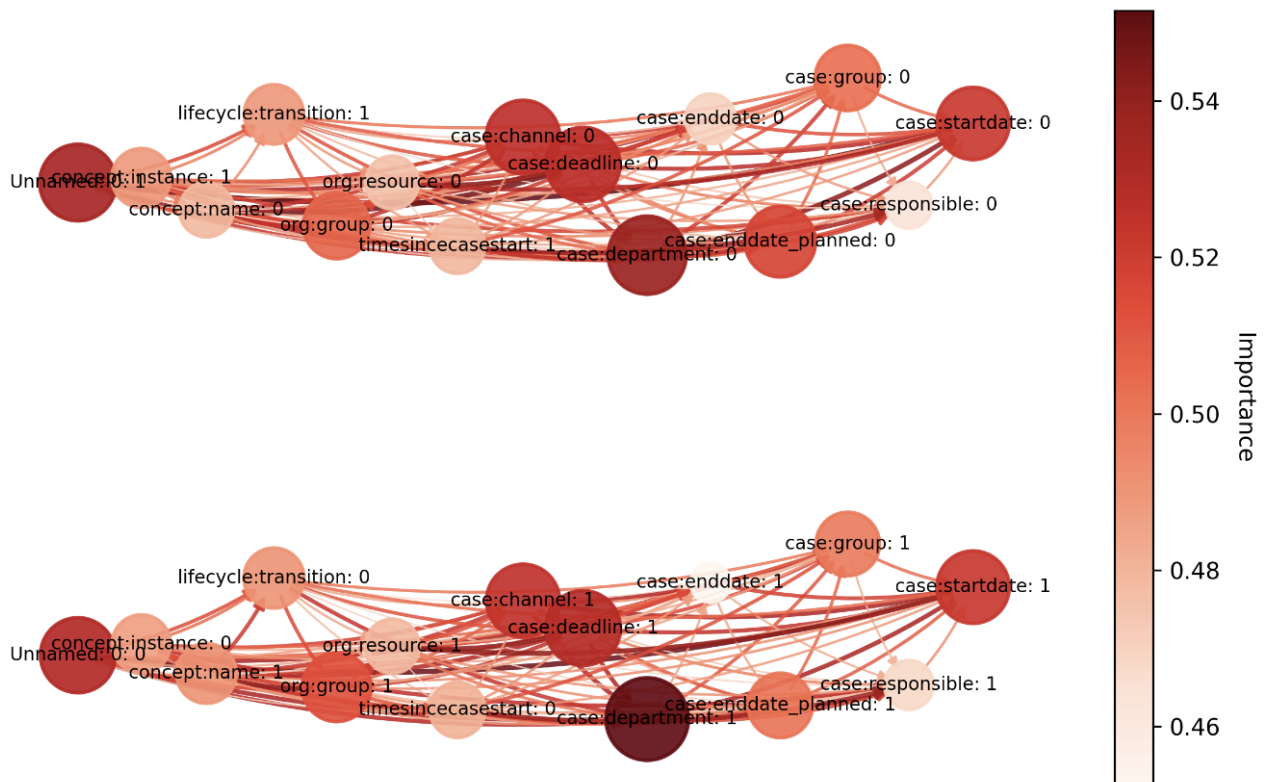 case:group: 0
lifecycle:transition: 1
case:enddate: 0
case:channel: 0
case:startdate: 0
case:deadline: 0
concept:instance: 1
Unnamed: 0: 1
org:resource: 0
concept:name: 0
case:responsible: 0
org:group: 0
timesincecasestart: 1
case:enddate_planned: 0
case:department: 0
case:group: 1
lifecycle:transition: 0
case:enddate: 1
case:channel: 1
case:startdate: 1
case:deadline: 1
concept:instance: 0
Unnamed: 0: 0
org:resource: 1
concept:name: 1
case:responsible: 1
org:group: 1
timesincecasestart: 0
case:enddate_planned: 1
case:department: 1
0.54
0.52
0.50
0.48
0.46
Importance